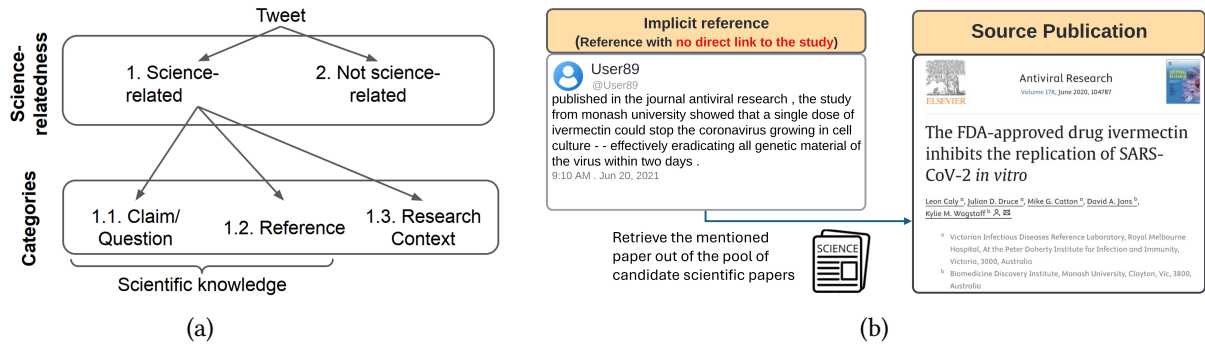 Tweet
Science-
relatedness
1. Science-
related
2. Not science-
related
Categories
1.1. Claim/
Question
1.2. Reference
1.3. Research
Context
Scientific knowledge
(a)
Implicit reference
(Reference with no direct link to the study)
User89
@User89
published in the journal antiviral research , the study
from monash university showed that a single dose of
ivermectin could stop the coronavirus growing in cell
culture - - effectively eradicating all genetic material of
the virus within two days .
9:10 AM . Jun 20, 2021
Retrieve the mentioned
paper out of the pool of
candidate scientific papers
SCIENCE
Source Publication
ELSEVIER
Antiviral Research
Volume 178, June 2020, 104787
The FDA-approved drug ivermectin
inhibits the replication of SARS-
CoV-2 in vitro
Leon Caly a, Julian D. Druce a, Mike G. Catton a, David A. Jans b,
Kylie M. Wagstaff b
a Victorian Infectious Diseases Reference Laboratory, Royal Melbourne
Hospital, At the Peter Doherty Institute for Infection and Immunity,
Victoria, 3000, Australia
b Biomedicine Discovery Institute, Monash University, Clayton, Vic, 3800,
Australia
(b)